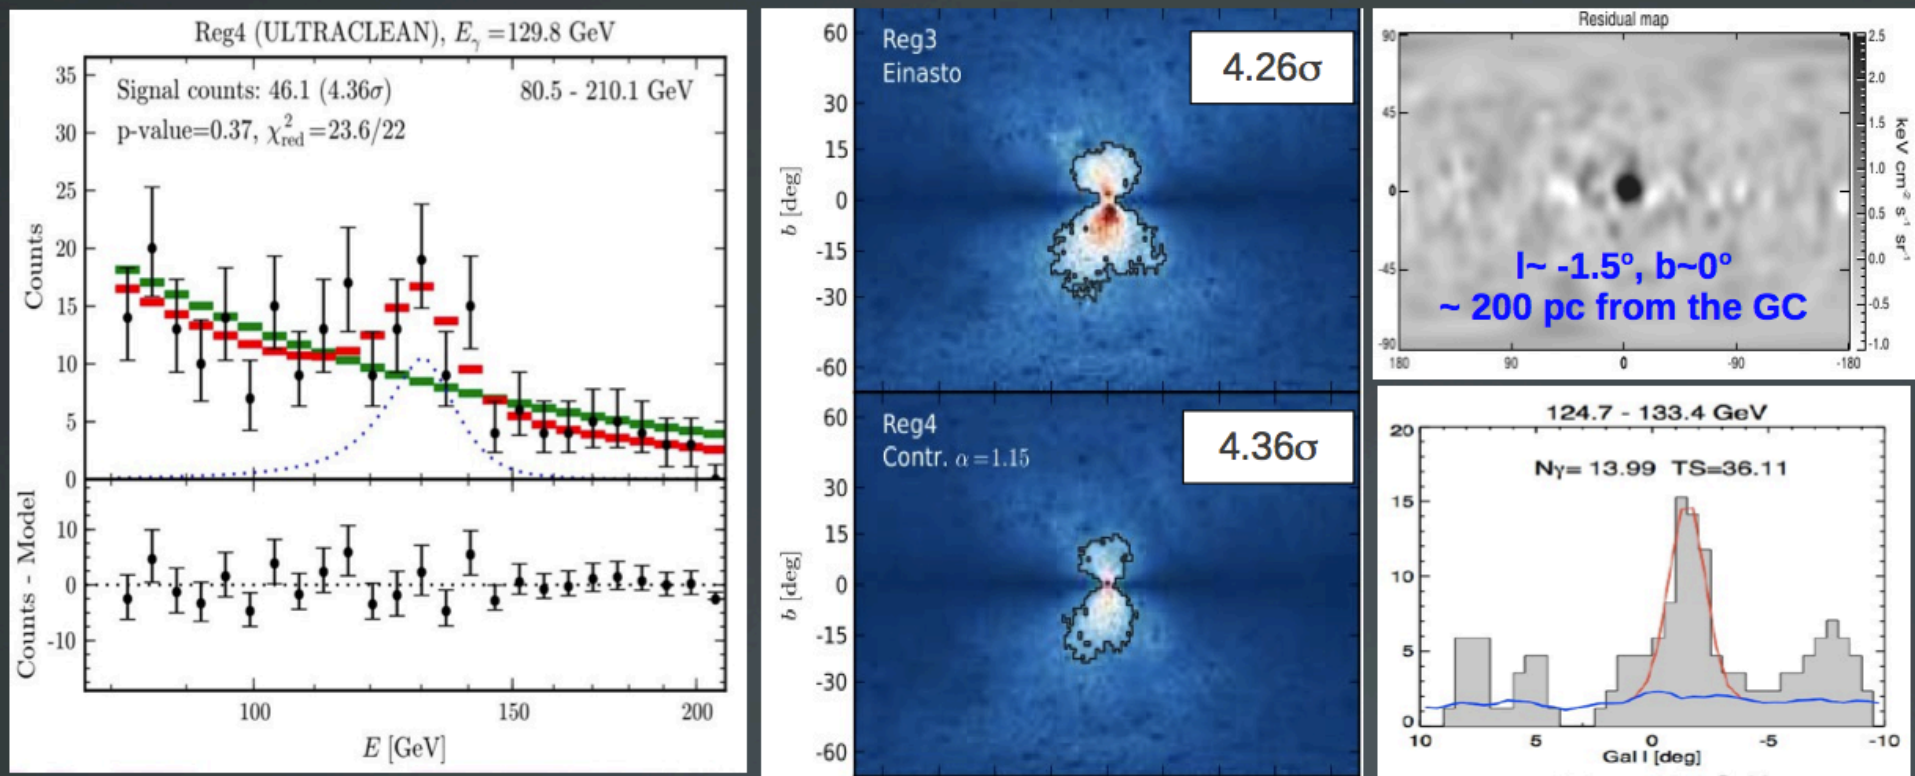 Reg4 (ULTRACLEAN), Eγ =129.8 GeV
Signal counts: 46.1 (4.36σ) 80.5 - 210.1 GeV
p-value=0.37, χ²red =23.6/22
35
30
25
20
15
10
5
0
Counts
10
0
-10
Counts - Model
100 150 200
E [GeV]
Reg3
Einasto
4.26σ
60
30
15
0
-15
-30
-60
b [deg]
Reg4
Contr. α=1.15
4.36σ
60
30
15
0
-15
-30
-60
b [deg]
Residual map
90
45
0
-45
-90
180 90 0 -90 -180
2.5
2.0
1.5
1.0
0.5
0.0
-0.5
-1.0
keV cm⁻² s⁻¹ sr⁻¹
l~ -1.5º, b~0º
~ 200 pc from the GC
124.7 - 133.4 GeV
Nγ= 13.99 TS=36.11
20
15
10
5
0
10 5 0 -5 -10
Gal l [deg]